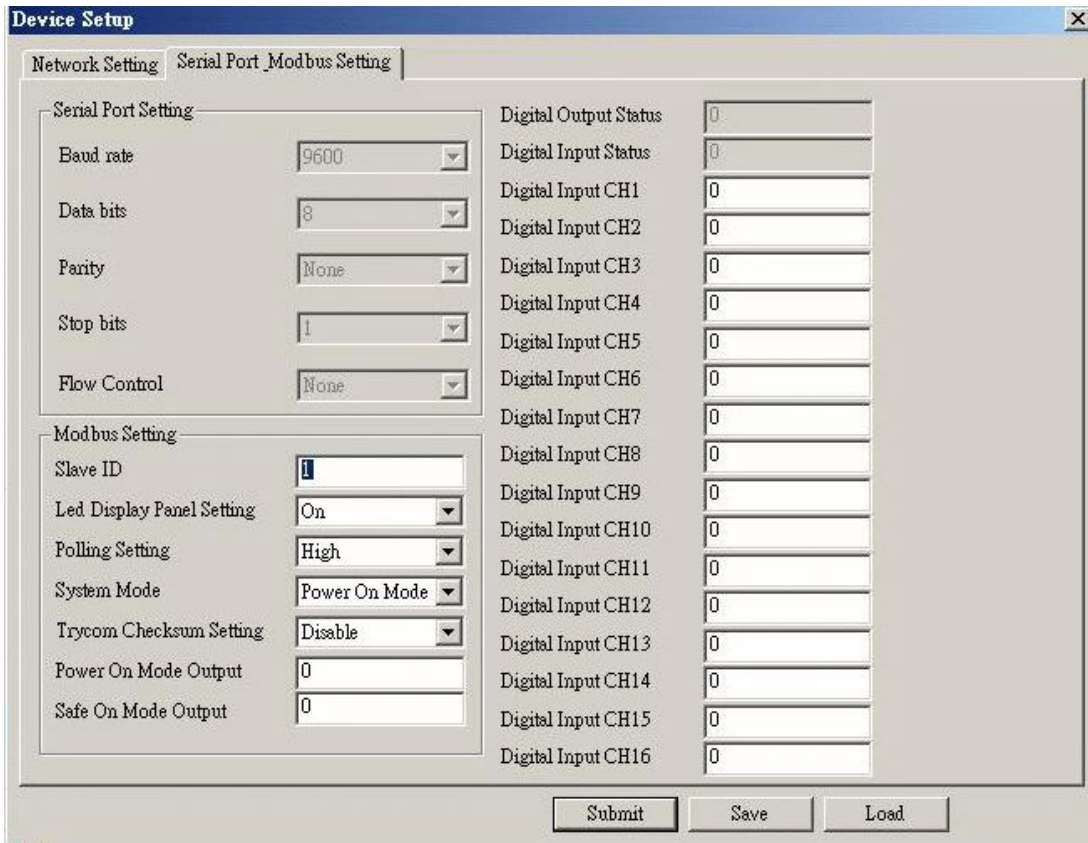 Device Setup
Network Setting
Serial Port_Modbus Setting
Serial Port Setting
Baud rate 9600
Data bits 8
Parity None
Stop bits 1
Flow Control None
Modbus Setting
Slave ID 1
Led Display Panel Setting On
Polling Setting High
System Mode Power On Mode
Trycom Checksum Setting Disable
Power On Mode Output 0
Safe On Mode Output 0
Digital Output Status 0
Digital Input Status 0
Digital Input CH1 0
Digital Input CH2 0
Digital Input CH3 0
Digital Input CH4 0
Digital Input CH5 0
Digital Input CH6 0
Digital Input CH7 0
Digital Input CH8 0
Digital Input CH9 0
Digital Input CH10 0
Digital Input CH11 0
Digital Input CH12 0
Digital Input CH13 0
Digital Input CH14 0
Digital Input CH15 0
Digital Input CH16 0
Submit
Save
Load